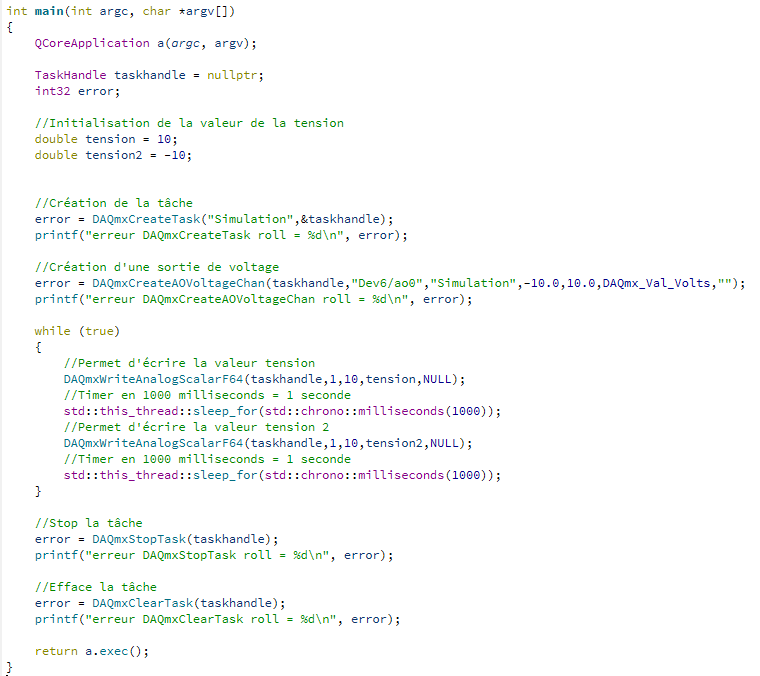 int main(int argc, char *argv[])
{
    QCoreApplication a(argc, argv);
    TaskHandle taskhandle = nullptr;
    int32 error;
    //Initialisation de la valeur de la tension
    double tension = 10;
    double tension2 = -10;
    //Création de la tâche
    error = DAQmxCreateTask("Simulation",&taskhandle);
    printf("erreur DAQmxCreateTask roll = %d\n", error);
    //Création d'une sortie de voltage
    error = DAQmxCreateAOVoltageChan(taskhandle,"Dev6/ao0","Simulation",-10.0,10.0,DAQmx_Val_Volts,"");
    printf("erreur DAQmxCreateAOVoltageChan roll = %d\n", error);
    while (true)
    {
        //Permet d'écrire la valeur tension
        DAQmxWriteAnalogScalarF64(taskhandle,1,10,tension,NULL);
        //Timer en 1000 milliseconds = 1 seconde
        std::this_thread::sleep_for(std::chrono::milliseconds(1000));
        //Permet d'écrire la valeur tension 2
        DAQmxWriteAnalogScalarF64(taskhandle,1,10,tension2,NULL);
        //Timer en 1000 milliseconds = 1 seconde
        std::this_thread::sleep_for(std::chrono::milliseconds(1000));
    }
    //Stop la tâche
    error = DAQmxStopTask(taskhandle);
    printf("erreur DAQmxStopTask roll = %d\n", error);
    //Efface la tâche
    error = DAQmxClearTask(taskhandle);
    printf("erreur DAQmxClearTask roll = %d\n", error);
    return a.exec();
}